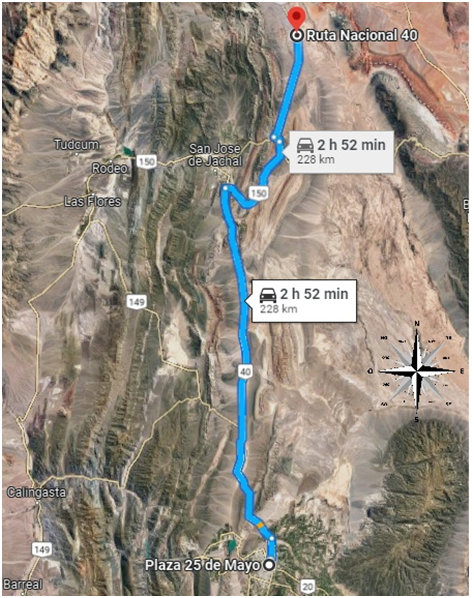 Ruta Nacional 40
Tudcum
150
Rodeo
San Jose
de Jáchal
2 h 52 min
228 km
150
Las Flores
2 h 52 min
228 km
149
N
O
E
S
40
Calingasta
149
Plaza 25 de Mayo
20
Barreal
B